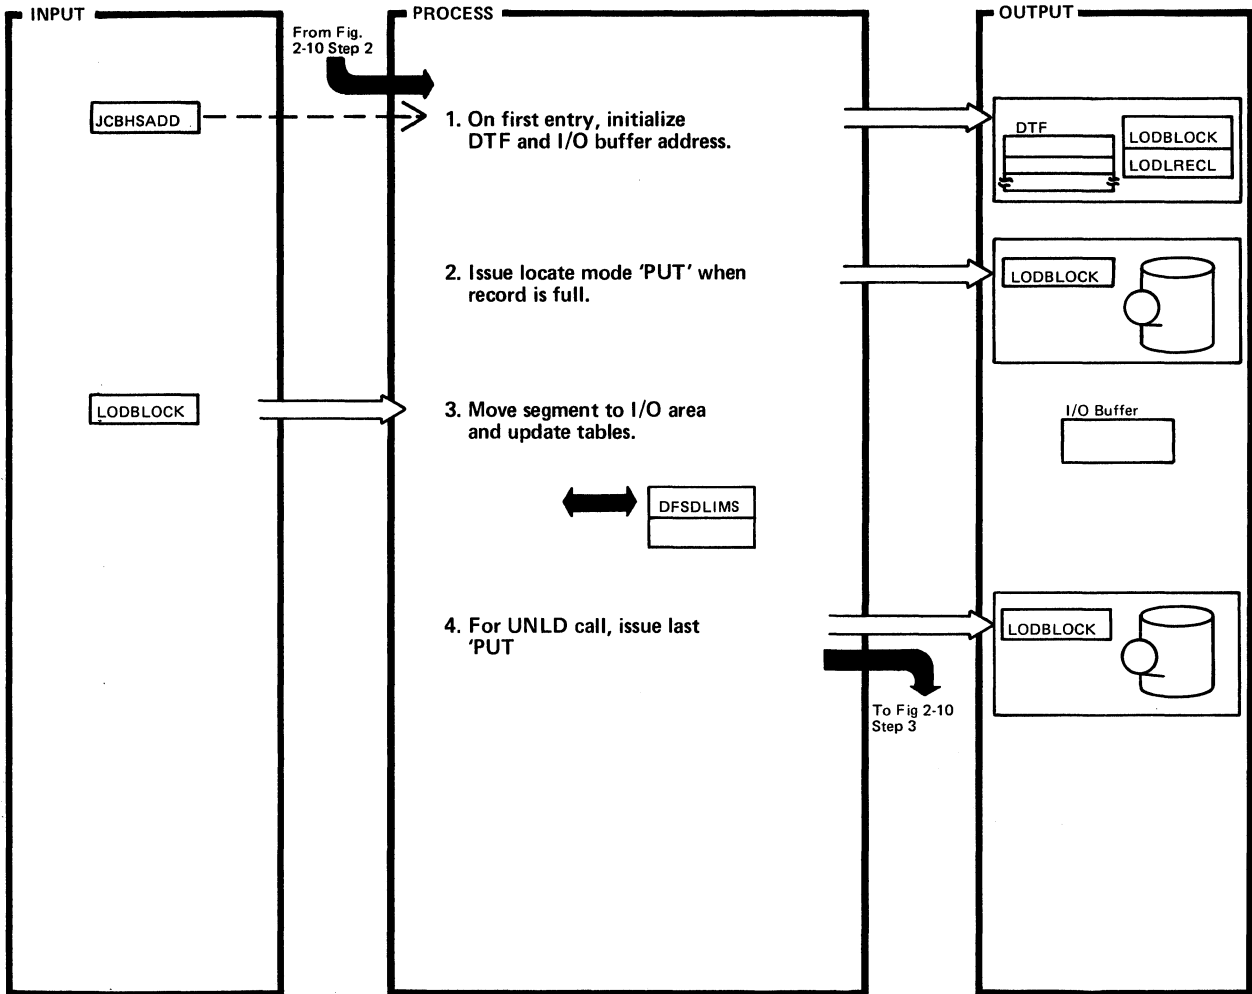 INPUT
PROCESS
OUTPUT
From Fig.
2-10 Step 2
JCBHSADD
1. On first entry, initialize
DTF and I/O buffer address.
DTF
LODBLOCK
LODLRECL
2. Issue locate mode ‘PUT’ when
record is full.
LODBLOCK
LODBLOCK
3. Move segment to I/O area
and update tables.
I/O Buffer
DFSDLIMS
4. For UNLD call, issue last
‘PUT
LODBLOCK
To Fig 2-10
Step 3